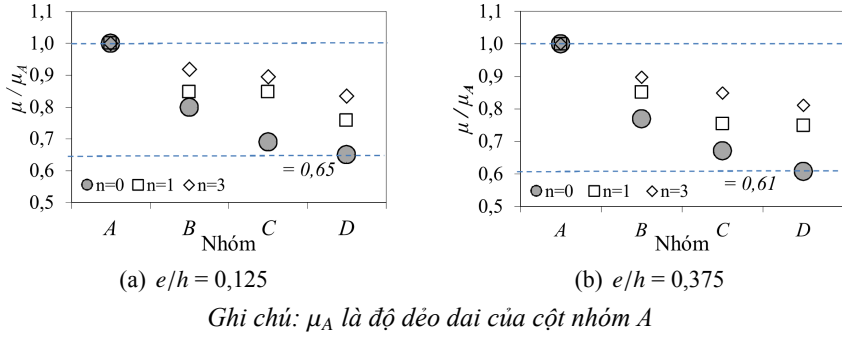 μ/μA
1,1
1,0
0,9
0,8
0,7
0,6
0,5
= 0,65
n=0 n=1 n=3
A B C D
Nhóm
(a) e/h = 0,125
μ/μA
1,1
1,0
0,9
0,8
0,7
0,6
0,5
= 0,61
n=0 n=1 n=3
A B C D
Nhóm
(b) e/h = 0,375
Ghi chú: μA là độ dẻo dai của cột nhóm A